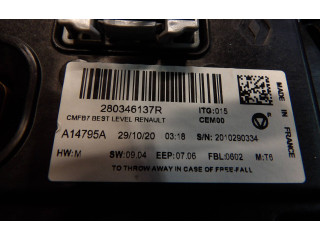 280346137R
ITG:015
CMFB7 BEST LEVEL RENAULT
CEM00
A14795A 29/10/20 03:18 S/N: 2010290334
HW:M SW:09.04 EEP:07.06 FBL:0602 M:T6
TO THROW AWAY IN CASE OF FREE-FALL
MADE IN FRANCE